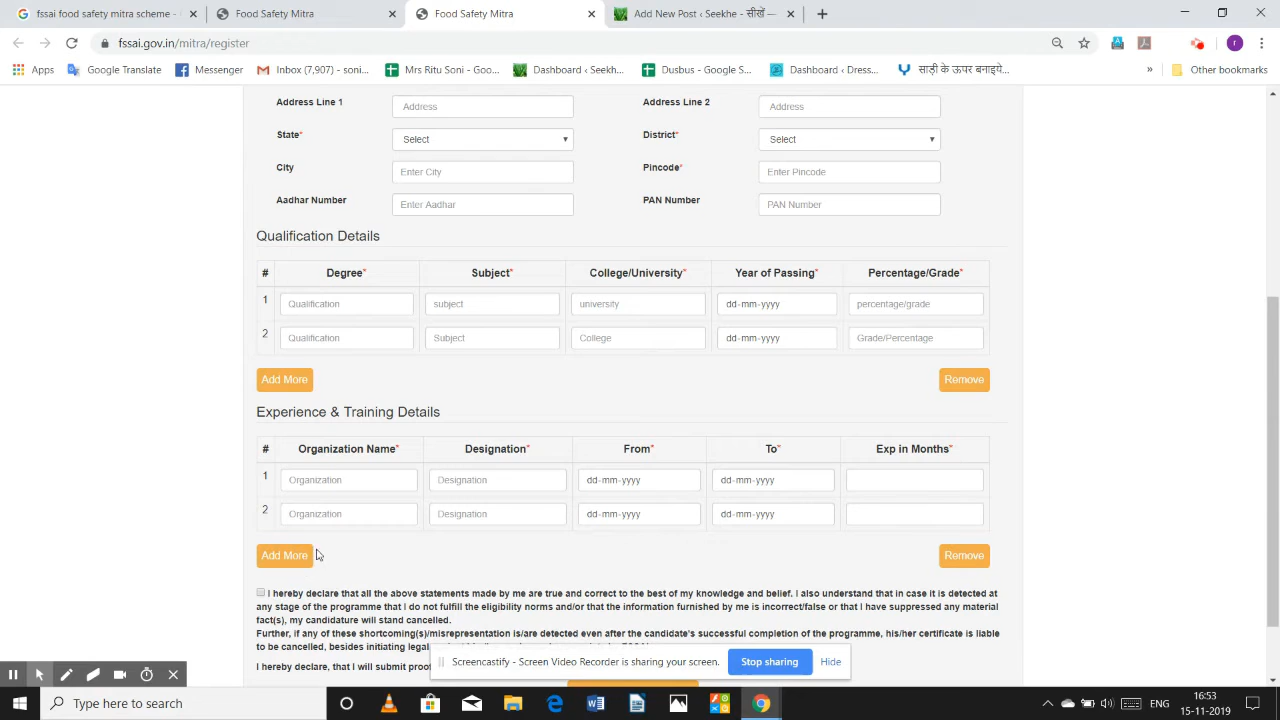 fssai food safety mitra scheme -
Food Safety Mitra
Food Safety Mitra
Add New Post ‹ Seekhe - सीखें —
fssai.gov.in/mitra/register
Apps
Google Translate
Messenger
Inbox (7,907) - soni...
Mrs Ritu Soni - Goo...
Dashboard ‹ Seekh...
Dusbus - Google S...
Dashboard ‹ Dress...
साड़ी के ऊपर बनाइपे...
»
Other bookmarks
Address Line 1
Address
Address Line 2
Address
State*
Select
District*
Select
City
Enter City
Pincode*
Enter Pincode
Aadhar Number
Enter Aadhar
PAN Number
PAN Number
Qualification Details
# Degree* Subject* College/University* Year of Passing* Percentage/Grade*
1 Qualification subject university dd-mm-yyyy percentage/grade
2 Qualification Subject College dd-mm-yyyy Grade/Percentage
Add More
Remove
Experience & Training Details
# Organization Name* Designation* From* To* Exp in Months*
1 Organization Designation dd-mm-yyyy dd-mm-yyyy
2 Organization Designation dd-mm-yyyy dd-mm-yyyy
Add More
Remove
I hereby declare that all the above statements made by me are true and correct to the best of my knowledge and belief. I also understand that in case it is detected at
any stage of the programme that I do not fulfill the eligibility norms and/or that the information furnished by me is incorrect/false or that I have suppressed any material
fact(s), my candidature will stand cancelled.
Further, if any of these shortcoming(s)/misrepresentation is/are detected even after the candidate's successful completion of the programme, his/her certificate is liable
to be cancelled, besides initiating legal
I hereby declare, that I will submit proof
Screencastify - Screen Video Recorder is sharing your screen.
Stop sharing
Hide
Type here to search
ENG
16:53
15-11-2019